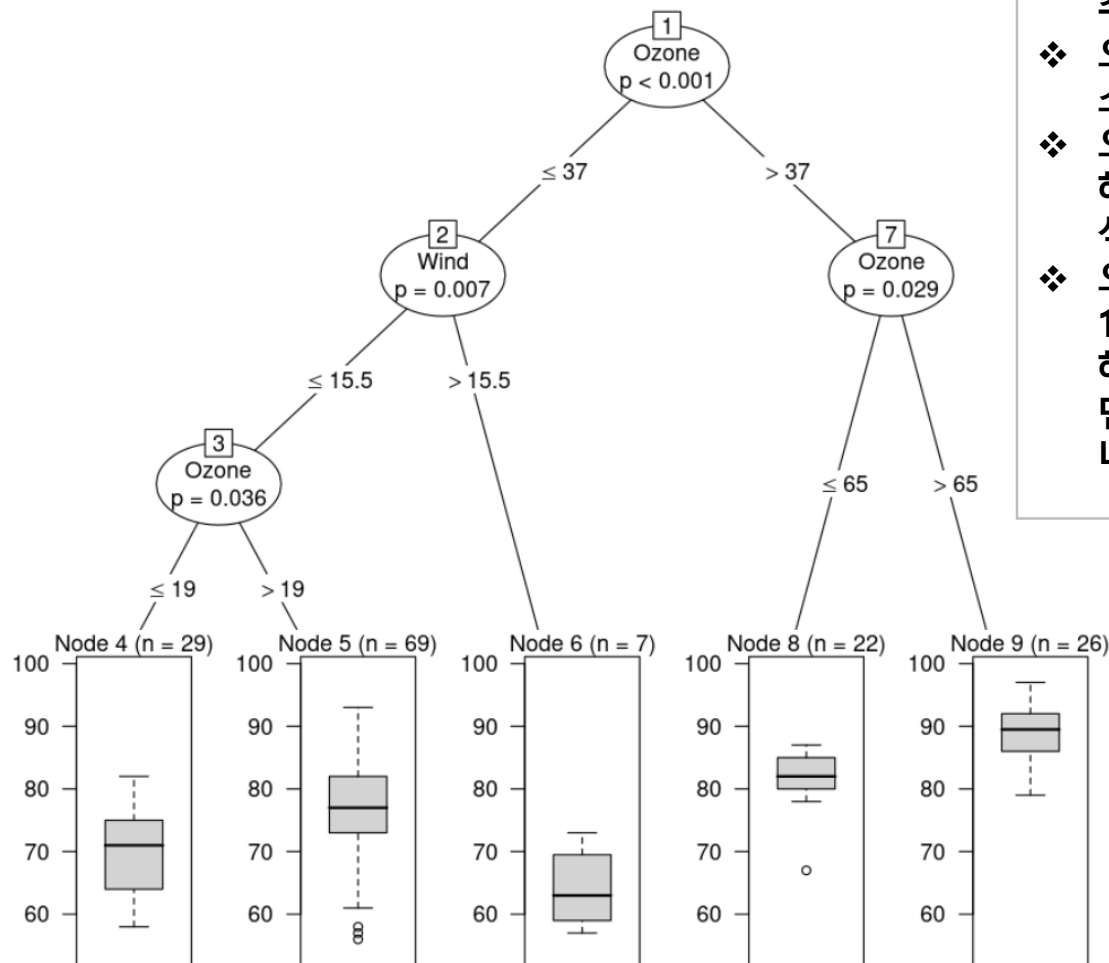 1
Ozone
p < 0.001
≤ 37
> 37
2
Wind
p = 0.007
7
Ozone
p = 0.029
≤ 15.5
> 15.5
3
Ozone
p = 0.036
≤ 65
> 65
≤ 19
> 19
Node 4 (n = 29)
Node 5 (n = 69)
Node 6 (n = 7)
Node 8 (n = 22)
Node 9 (n = 26)
100 100 100 100 100
90 90 90 90 90
80 80 80 80 80
70 70 70 70 70
60 60 60 60 60